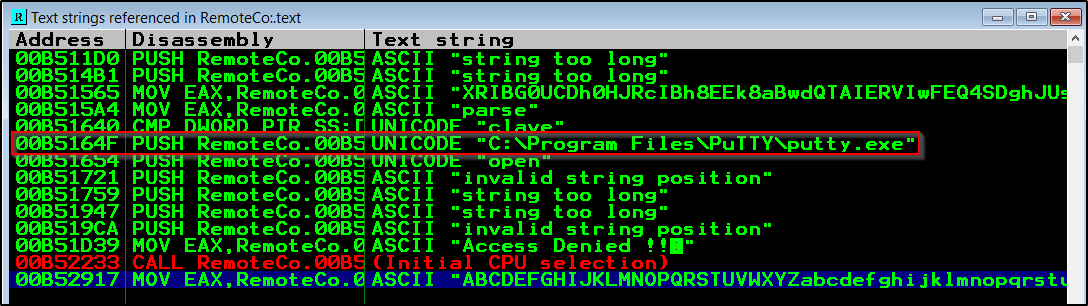 R Text strings referenced in RemoteCo:.text
Address Disassembly Text string
00B511D0 PUSH RemoteCo.00B5 ASCII "string too long"
00B514B1 PUSH RemoteCo.00B5 ASCII "string too long"
00B51565 MOV EAX,RemoteCo.0 ASCII "XRIBG0UCDh0HJRcIBh8EEk8aBwdQTAIERVIwFEQ4SDghJUs
00B515A4 MOV EAX,RemoteCo.0 ASCII "parse"
00B51640 CMP DWORD PTR SS:[ UNICODE "clave"
00B5164F PUSH RemoteCo.00B5 UNICODE "C:\Program Files\PuTTY\putty.exe"
00B51654 PUSH RemoteCo.00B5 UNICODE "open"
00B51721 PUSH RemoteCo.00B5 ASCII "invalid string position"
00B51759 PUSH RemoteCo.00B5 ASCII "string too long"
00B51947 PUSH RemoteCo.00B5 ASCII "string too long"
00B519CA PUSH RemoteCo.00B5 ASCII "invalid string position"
00B51D39 MOV EAX,RemoteCo.0 ASCII "Access Denied !!"
00B52233 CALL RemoteCo.00B5 (Initial CPU selection)
00B52917 MOV EAX,RemoteCo.0 ASCII "ABCDEFGHIJKLMNOPQRSTUVWXYZabcdefghijklmnopqrstu